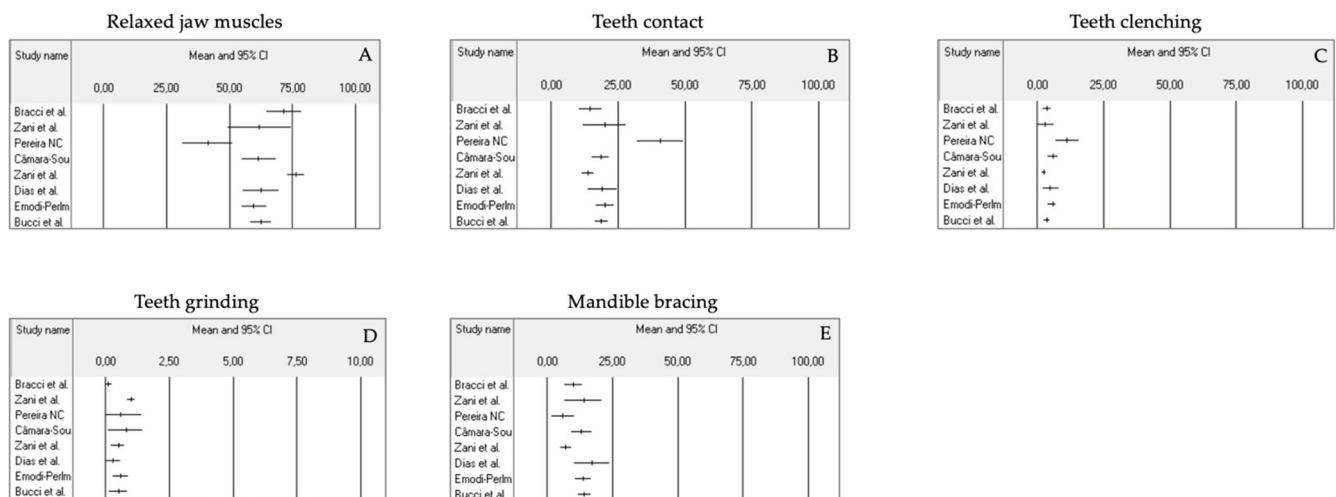 Relaxed jaw muscles
Study name Mean and 95% CI A
0,00 25,00 50,00 75,00 100,00
Bracci et al.
Zani et al.
Pereira NC
Câmara-Sou
Zani et al.
Dias et al.
Emodi-Perlm
Bucci et al.
Teeth contact
Study name Mean and 95% CI B
0,00 25,00 50,00 75,00 100,00
Bracci et al.
Zani et al.
Pereira NC
Câmara-Sou
Zani et al.
Dias et al.
Emodi-Perlm
Bucci et al.
Teeth clenching
Study name Mean and 95% CI C
0,00 25,00 50,00 75,00 100,00
Bracci et al.
Zani et al.
Pereira NC
Câmara-Sou
Zani et al.
Dias et al.
Emodi-Perlm
Bucci et al.
Teeth grinding
Study name Mean and 95% CI D
0,00 2,50 5,00 7,50 10,00
Bracci et al.
Zani et al.
Pereira NC
Câmara-Sou
Zani et al.
Dias et al.
Emodi-Perlm
Bucci et al.
Mandible bracing
Study name Mean and 95% CI E
0,00 25,00 50,00 75,00 100,00
Bracci et al.
Zani et al.
Pereira NC
Câmara-Sou
Zani et al.
Dias et al.
Emodi-Perlm
Bucci et al.